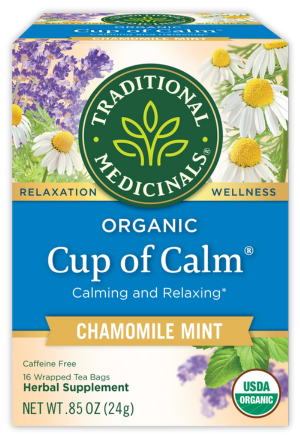 TRADITIONAL
MEDICINALS®
RELAXATION
WELLNESS
ORGANIC
Cup of Calm®
Calming and Relaxing*
CHAMOMILE MINT
Caffeine Free
16 Wrapped Tea Bags
Herbal Supplement
NET WT .85 OZ (24g)
USDA
ORGANIC